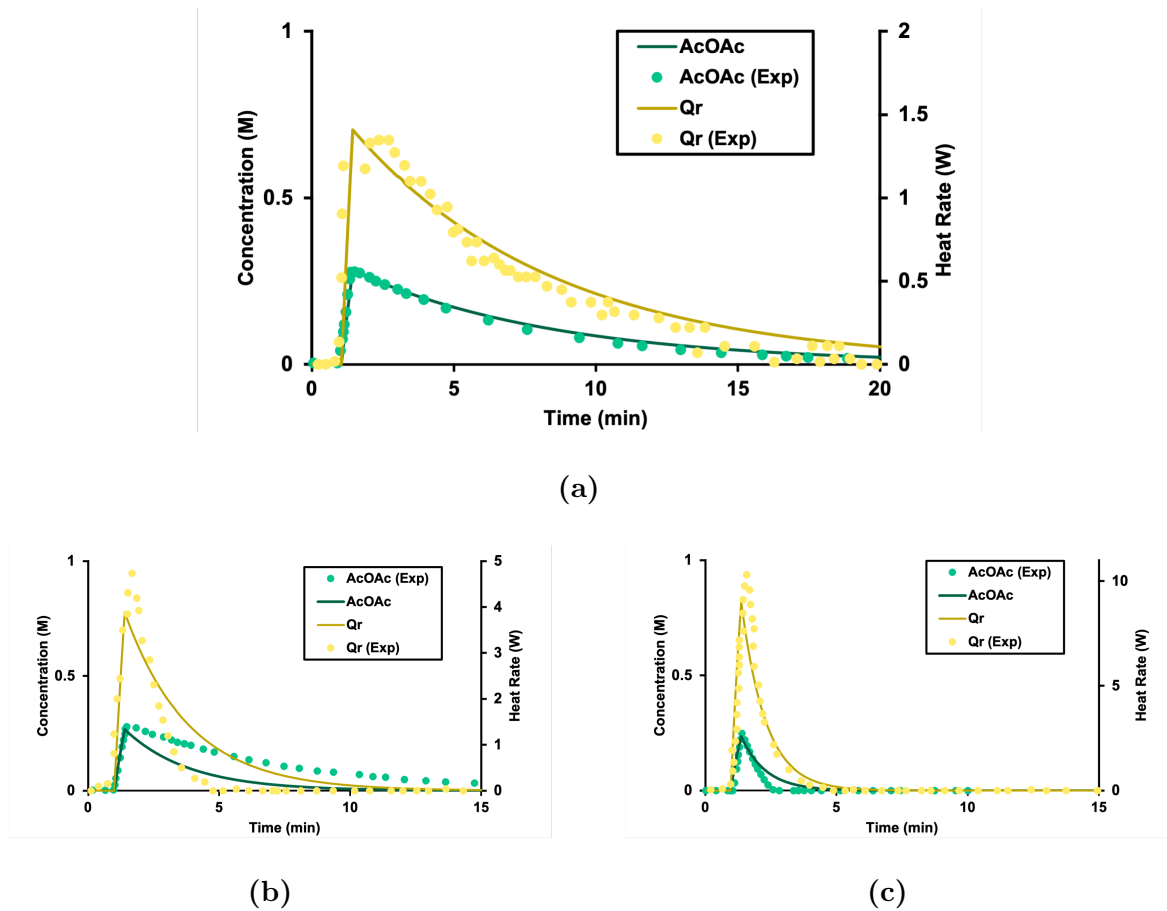 1
2
AcOAc
AcOAc (Exp)
Qr
Qr (Exp)
1.5
Concentration (M)
0.5
1
Heat Rate (W)
0.5
0
0
0
5
10
15
20
Time (min)
(a)
1
5
AcOAc (Exp)
AcOAc
Qr
Qr (Exp)
4
Concentration (M)
3
0.5
Heat Rate (W)
2
1
0
0
0
5
10
15
Time (min)
(b)
1
10
AcOAc (Exp)
AcOAc
Qr
Qr (Exp)
Concentration (M)
0.5
5
Heat Rate (W)
0
0
0
5
10
15
Time (min)
(c)